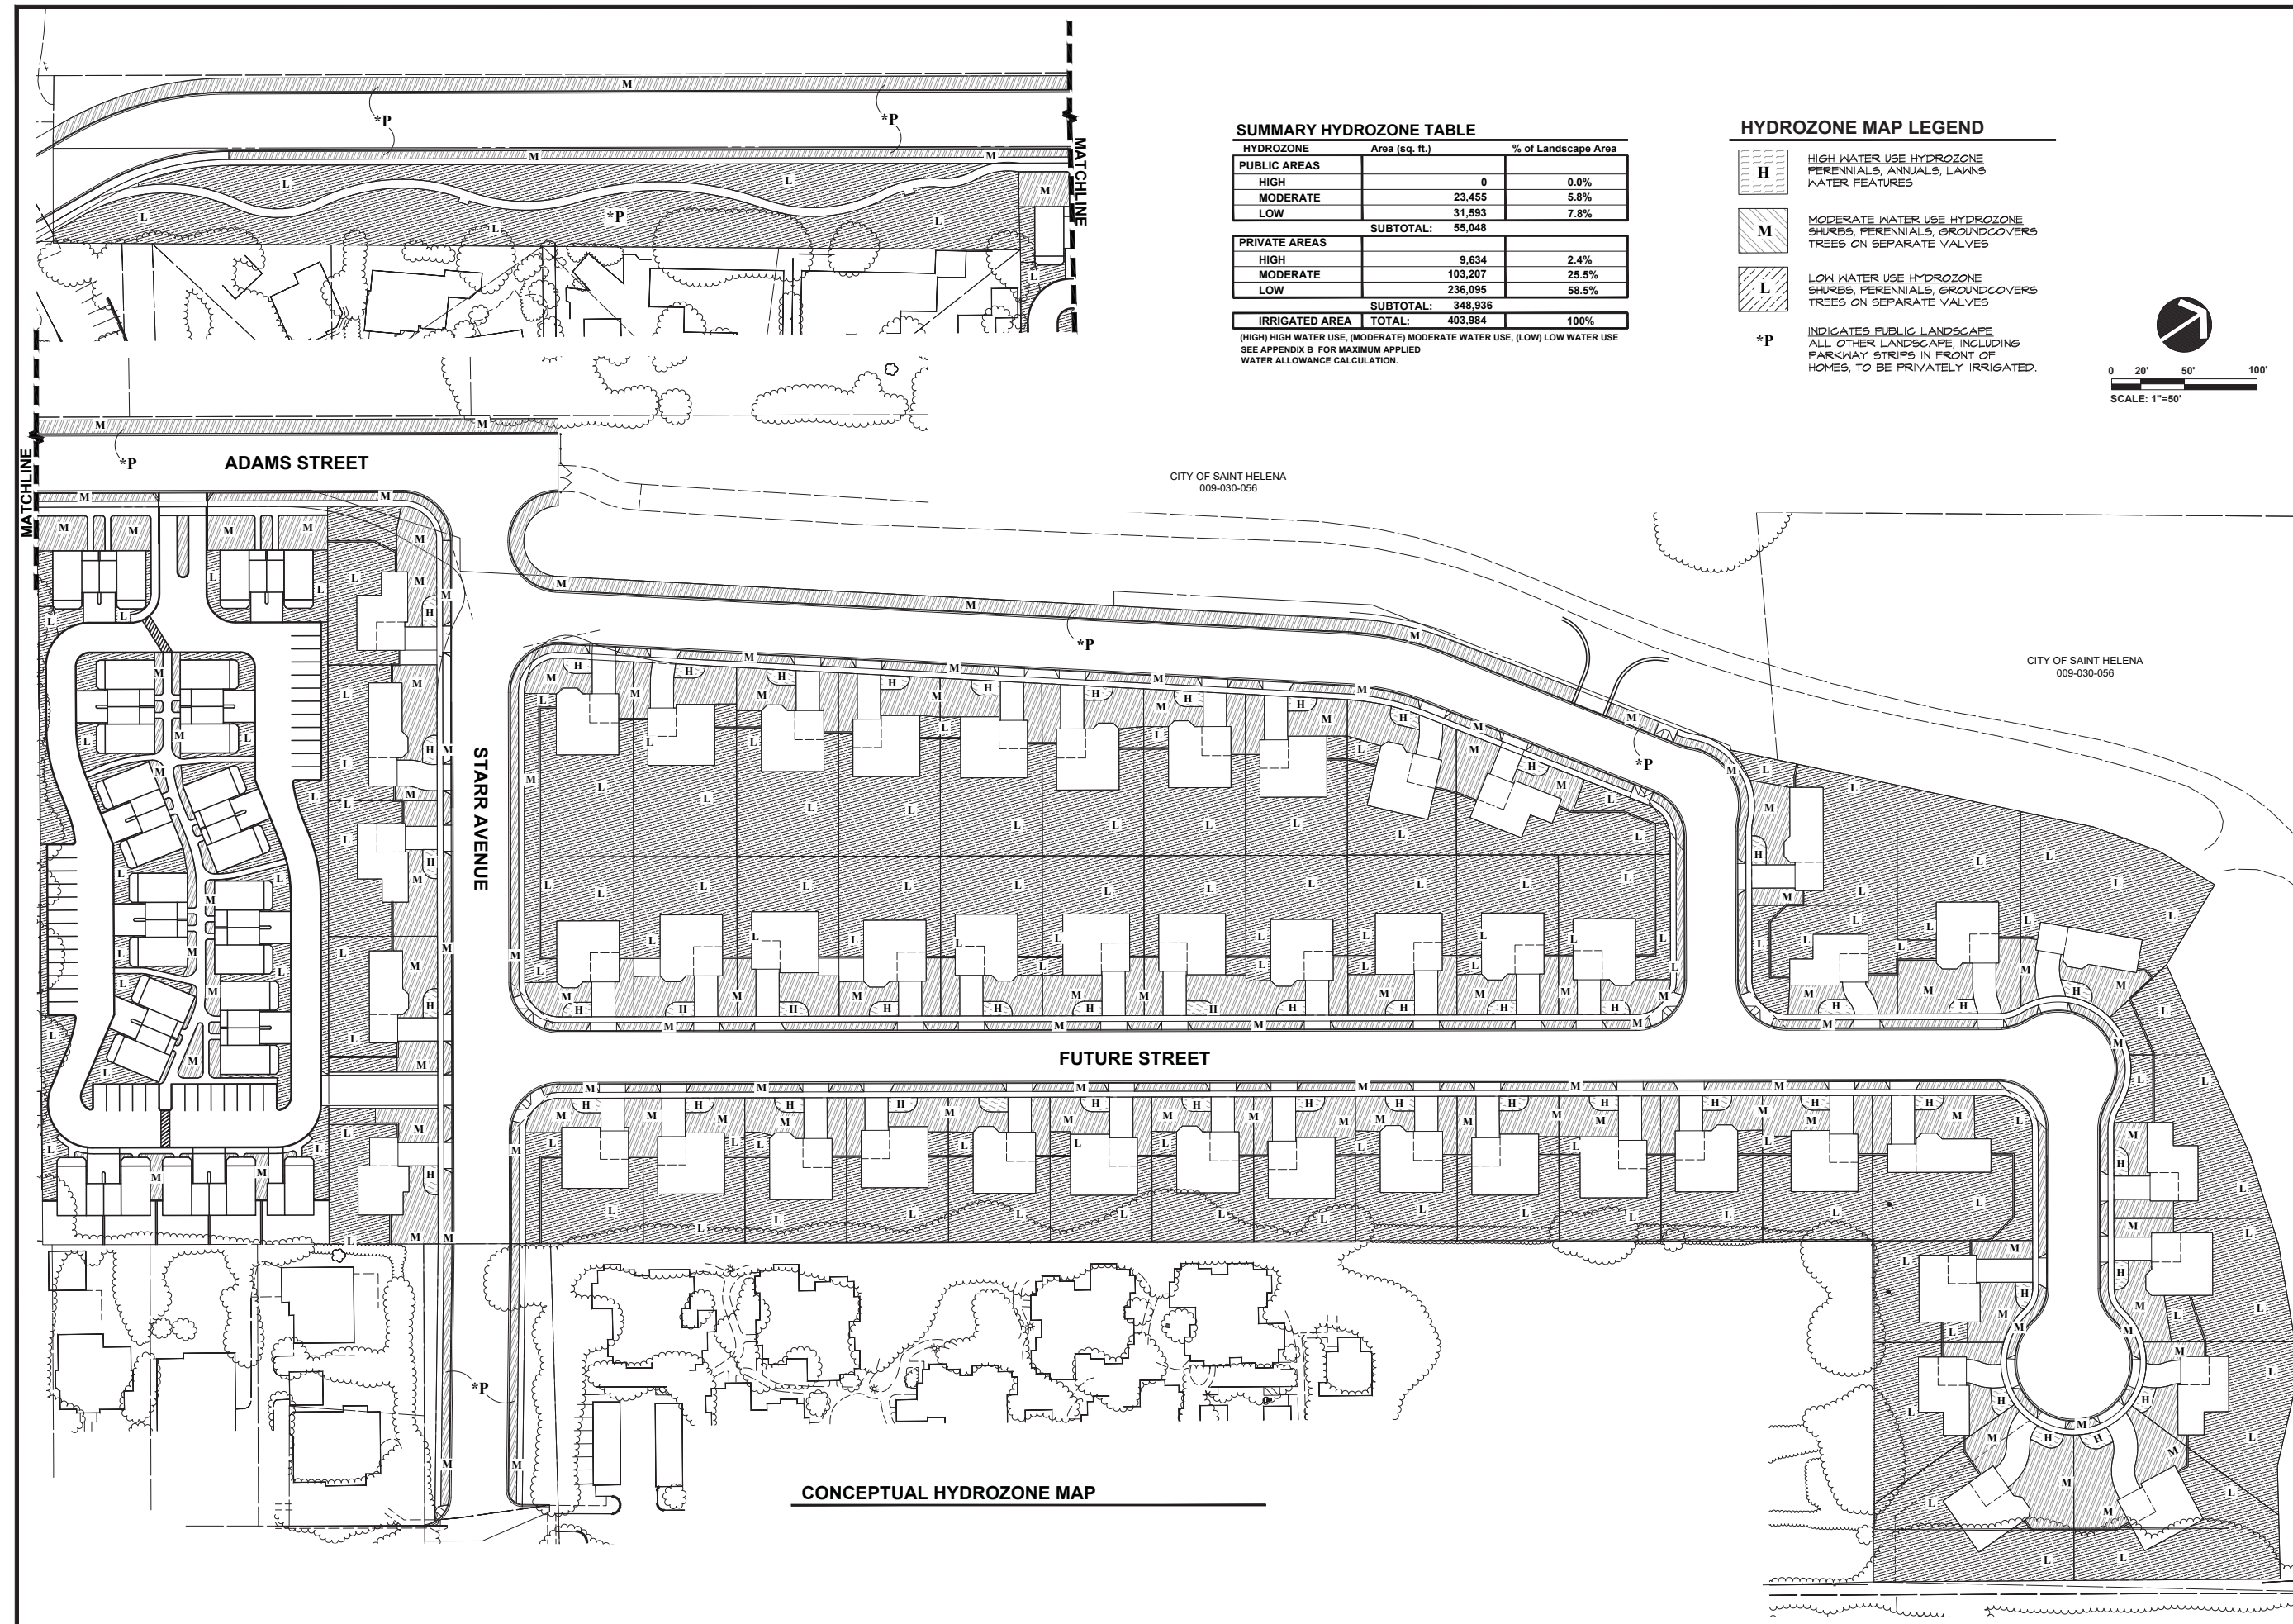 SUMMARY HYDROZONE TABLE
HYDROZONE Area (sq. ft.) % of Landscape Area
PUBLIC AREAS
HIGH 0 0.0%
MODERATE 23,455 5.8%
LOW 31,593 7.8%
SUBTOTAL: 55,048
PRIVATE AREAS
HIGH 9,634 2.4%
MODERATE 103,207 25.5%
LOW 236,095 58.5%
SUBTOTAL: 348,936
IRRIGATED AREA TOTAL: 403,984 100%
(HIGH) HIGH WATER USE, (MODERATE) MODERATE WATER USE, (LOW) LOW WATER USE
SEE APPENDIX B FOR MAXIMUM APPLIED
WATER ALLOWANCE CALCULATION.
HYDROZONE MAP LEGEND
H
HIGH WATER USE HYDROZONE
PERENNIALS, ANNUALS, LAWNS
WATER FEATURES
M
MODERATE WATER USE HYDROZONE
SHURBS, PERENNIALS, GROUNDCOVERS
TREES ON SEPARATE VALVES
L
LOW WATER USE HYDROZONE
SHURBS, PERENNIALS, GROUNDCOVERS
TREES ON SEPARATE VALVES
*P
INDICATES PUBLIC LANDSCAPE
ALL OTHER LANDSCAPE, INCLUDING
PARKWAY STRIPS IN FRONT OF
HOMES, TO BE PRIVATELY IRRIGATED.
0 20' 50' 100'
SCALE: 1"=50'
MATCHLINE
MATCHLINE
*P
*P
*P
*P
ADAMS STREET
CITY OF SAINT HELENA
009-030-056
*P
CITY OF SAINT HELENA
009-030-056
*P
STARR AVENUE
FUTURE STREET
*P
CONCEPTUAL HYDROZONE MAP